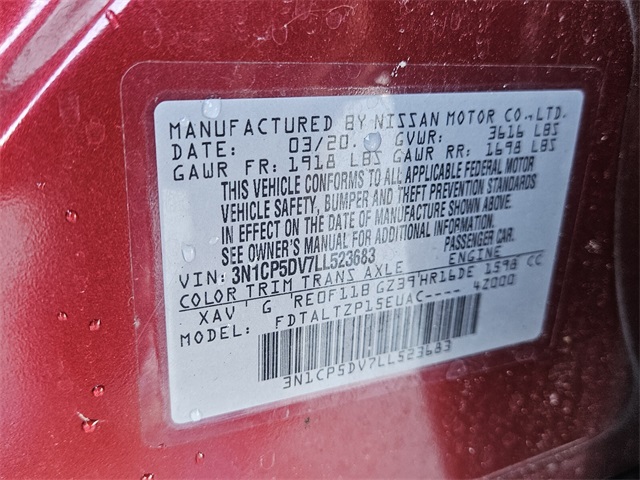 MANUFACTURED BY NISSAN MOTOR CO., LTD.
DATE: 03/20 GVWR: 3616 LBS
GAWR FR: 1918 LBS GAWR RR: 1698 LBS
THIS VEHICLE CONFORMS TO ALL APPLICABLE FEDERAL MOTOR
VEHICLE SAFETY, BUMPER AND THEFT PREVENTION STANDARDS
IN EFFECT ON THE DATE OF MANUFACTURE SHOWN ABOVE.
SEE OWNER'S MANUAL FOR ADDITIONAL INFORMATION.
VIN: 3N1CP5DV7LL523683 PASSENGER CAR
COLOR TRIM TRANS AXLE ENGINE
XAV G RE0F11B GZ39 HR16DE 1598 CC
MODEL: FDTALTZP15EUAC---- 42000
3N1CP5DV7LL523683